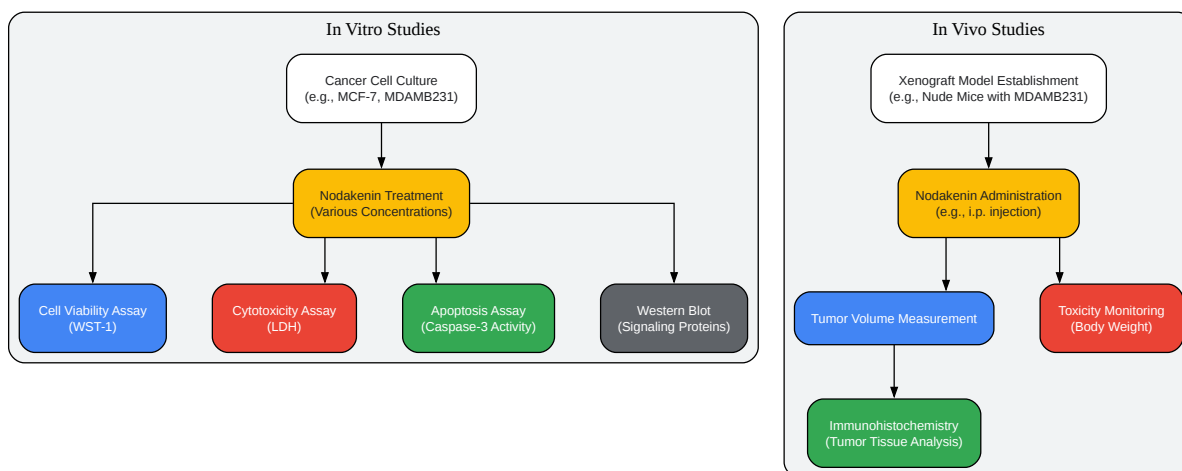 In Vitro Studies
Cancer Cell Culture
(e.g., MCF-7, MDAMB231)
Nodakenin Treatment
(Various Concentrations)
Cell Viability Assay
(WST-1)
Cytotoxicity Assay
(LDH)
Apoptosis Assay
(Caspase-3 Activity)
Western Blot
(Signaling Proteins)
In Vivo Studies
Xenograft Model Establishment
(e.g., Nude Mice with MDAMB231)
Nodakenin Administration
(e.g., i.p. injection)
Tumor Volume Measurement
Toxicity Monitoring
(Body Weight)
Immunohistochemistry
(Tumor Tissue Analysis)